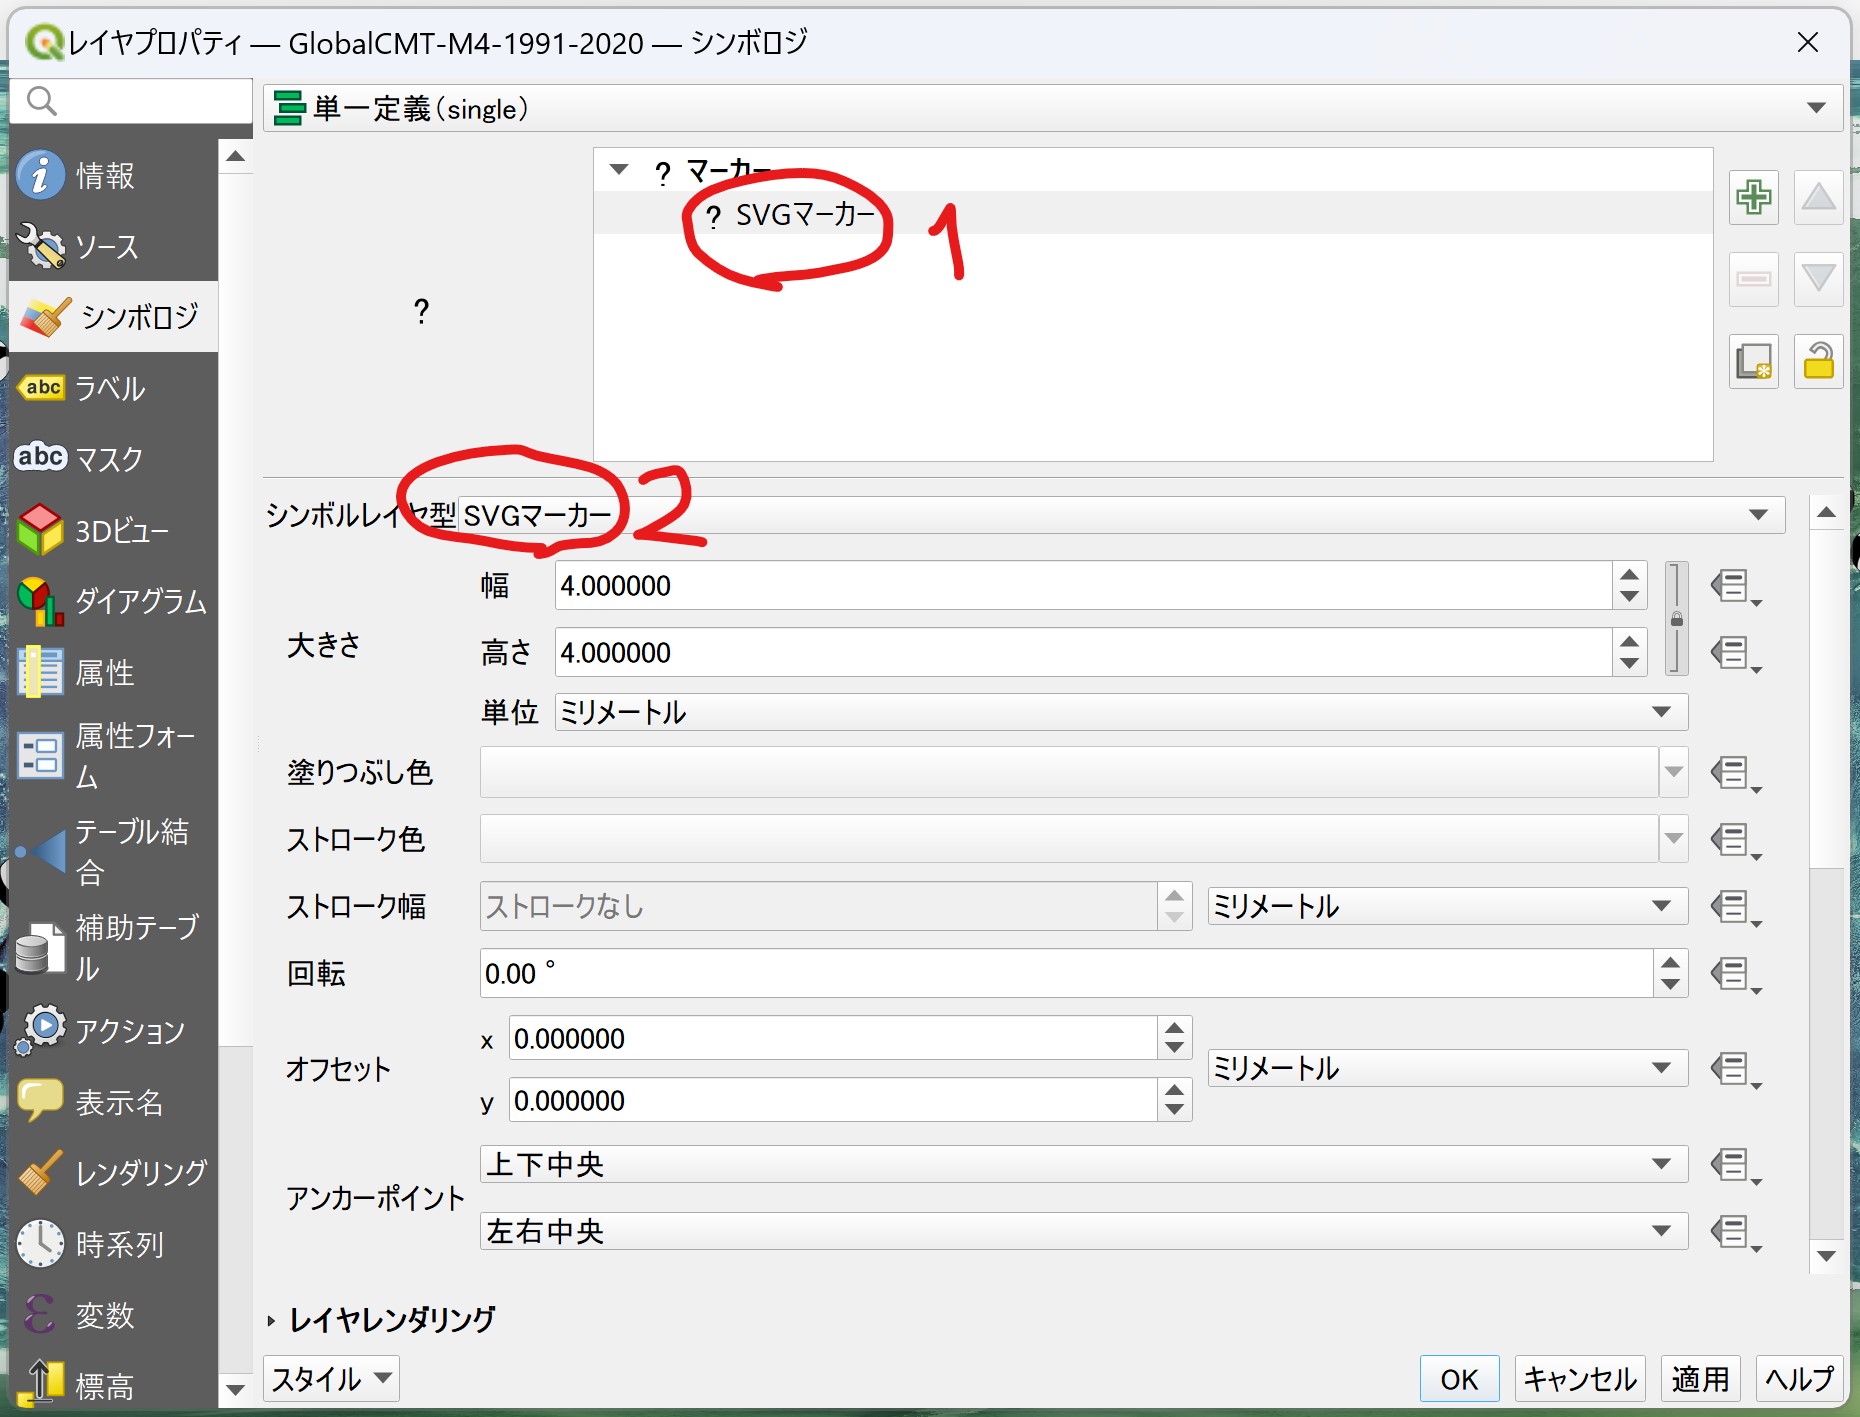 レイヤプロパティ — GlobalCMT-M4-1991-2020 — シンボロジ
単一定義(single)
情報
ソース
シンボロジ
abc ラベル
abc マスク
3Dビュー
ダイアグラム
属性
属性フォー
ム
テーブル結
合
補助テーブ
ル
アクション
表示名
レンダリング
時系列
ε 変数
標高
? マーカー
? SVGマーカー
1
?
シンボルレイヤ型 SVGマーカー
2
大きさ
幅 4.000000
高さ 4.000000
単位 ミリメートル
塗りつぶし色
ストローク色
ストローク幅 ストロークなし ミリメートル
回転 0.00 °
オフセット
x 0.000000
ミリメートル
y 0.000000
アンカーポイント
上下中央
左右中央
レイヤレンダリング
スタイル OK キャンセル 適用 ヘルプ